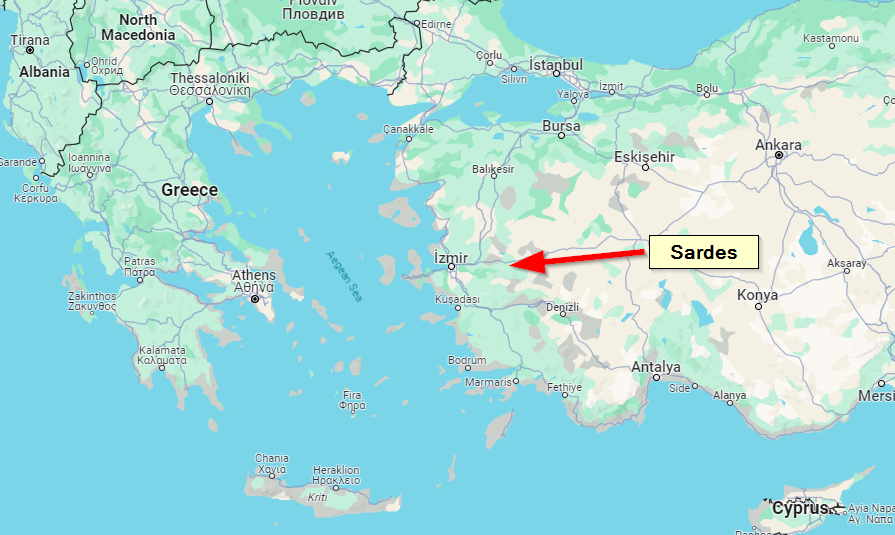 North
Macedonia
Пловдив
Edirne
Kastamonu
Tirana
Albania
Ohrid
Охрид
Thessaloniki
Θεσσαλονίκη
Çorlu
Silivri
İstanbul
Yalova
İzmit
Bolu
Çanakkale
Bursa
Ankara
Sarandë
Ioannina
Ιωάννινα
Corfu
Κέρκυρα
Greece
Balıkesir
Eskişehir
Aegean Sea
İzmir
Sardes
Aksaray
Patras
Πάτρα
Athens
Αθήνα
Zakinthos
Ζάκυνθος
Kuşadası
Denizli
Konya
Kalamata
Καλαμάτα
Bodrum
Marmaris
Fethiye
Antalya
Side
Alanya
Mersi
Fira
Φηρα
Chania
Χανιά
Heraklion
Ηράκλειο
Kriti
Cyprus
Ayia Napa
Αγ. Νάπα